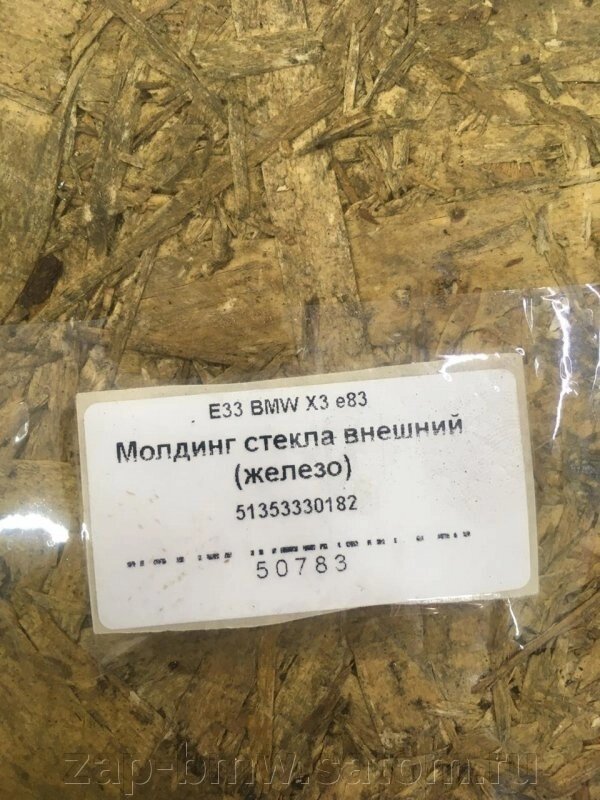 E33 BMW X3 e83
Молдинг стекла внешний
(железо)
51353330182
50783
zap-bmw.satom.ru